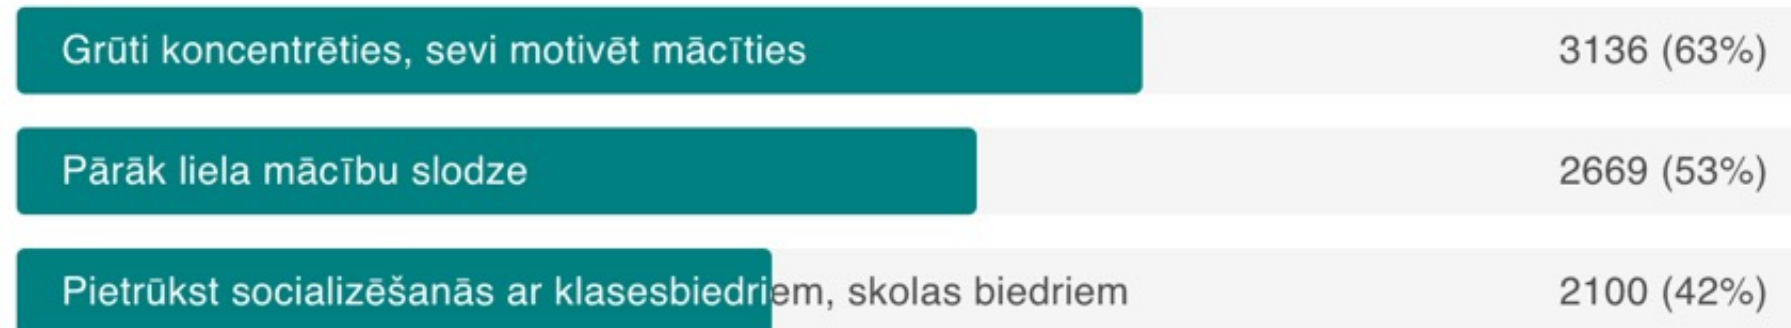 Grūti koncentrēties, sevi motivēt mācīties 3136 (63%)
Pārāk liela mācību slodze 2669 (53%)
Pietrūkst socializēšanās ar klasesbiedriem, skolas biedriem 2100 (42%)